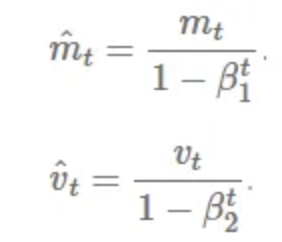 m̂_t = m_t / (1 − β_1^t).
v̂_t = v_t / (1 − β_2^t).